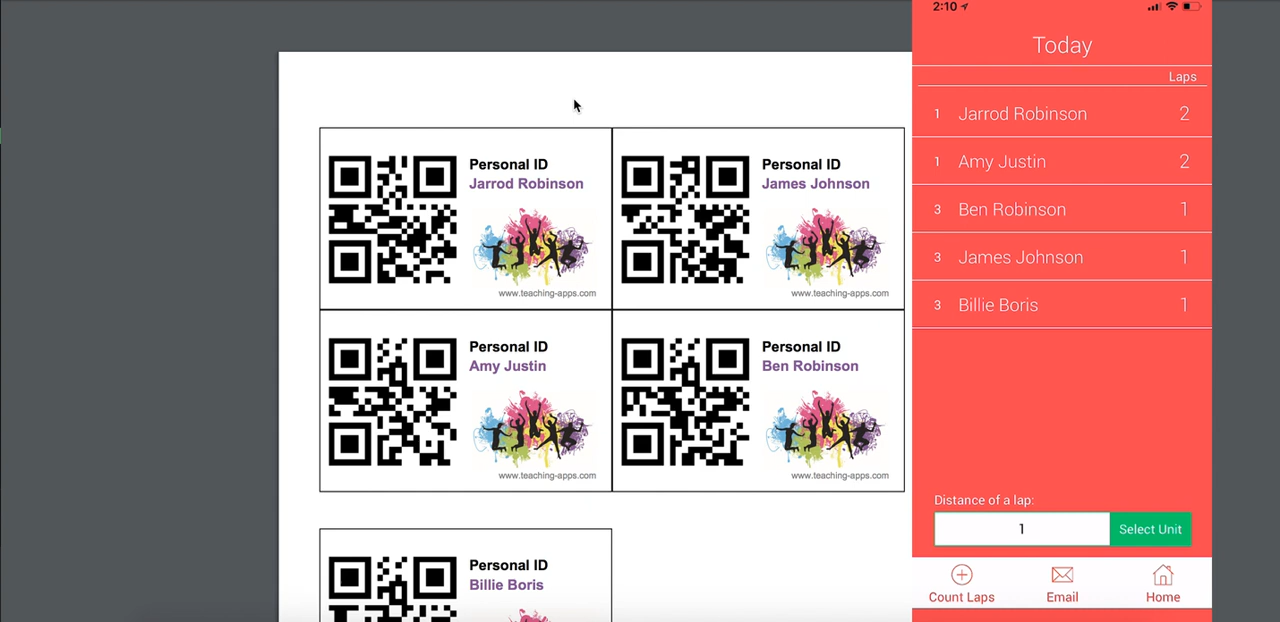 Personal ID
Jarrod Robinson
www.teaching-apps.com
Personal ID
James Johnson
www.teaching-apps.com
Personal ID
Amy Justin
www.teaching-apps.com
Personal ID
Ben Robinson
www.teaching-apps.com
Personal ID
Billie Boris
2:10
Today
Laps
1 Jarrod Robinson 2
1 Amy Justin 2
3 Ben Robinson 1
3 James Johnson 1
3 Billie Boris 1
Distance of a lap:
1 Select Unit
Count Laps Email Home